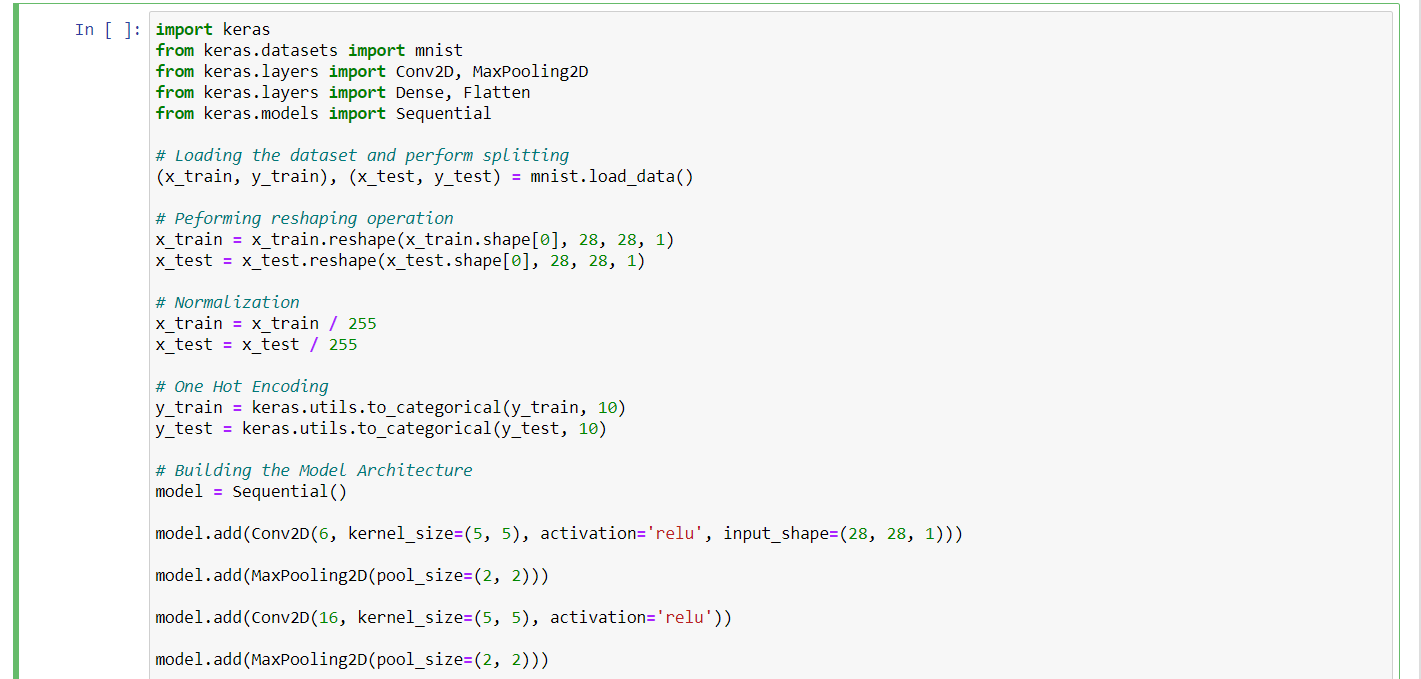 In [ ]: import keras
from keras.datasets import mnist
from keras.layers import Conv2D, MaxPooling2D
from keras.layers import Dense, Flatten
from keras.models import Sequential
# Loading the dataset and perform splitting
(x_train, y_train), (x_test, y_test) = mnist.load_data()
# Peforming reshaping operation
x_train = x_train.reshape(x_train.shape[0], 28, 28, 1)
x_test = x_test.reshape(x_test.shape[0], 28, 28, 1)
# Normalization
x_train = x_train / 255
x_test = x_test / 255
# One Hot Encoding
y_train = keras.utils.to_categorical(y_train, 10)
y_test = keras.utils.to_categorical(y_test, 10)
# Building the Model Architecture
model = Sequential()
model.add(Conv2D(6, kernel_size=(5, 5), activation='relu', input_shape=(28, 28, 1)))
model.add(MaxPooling2D(pool_size=(2, 2)))
model.add(Conv2D(16, kernel_size=(5, 5), activation='relu'))
model.add(MaxPooling2D(pool_size=(2, 2)))